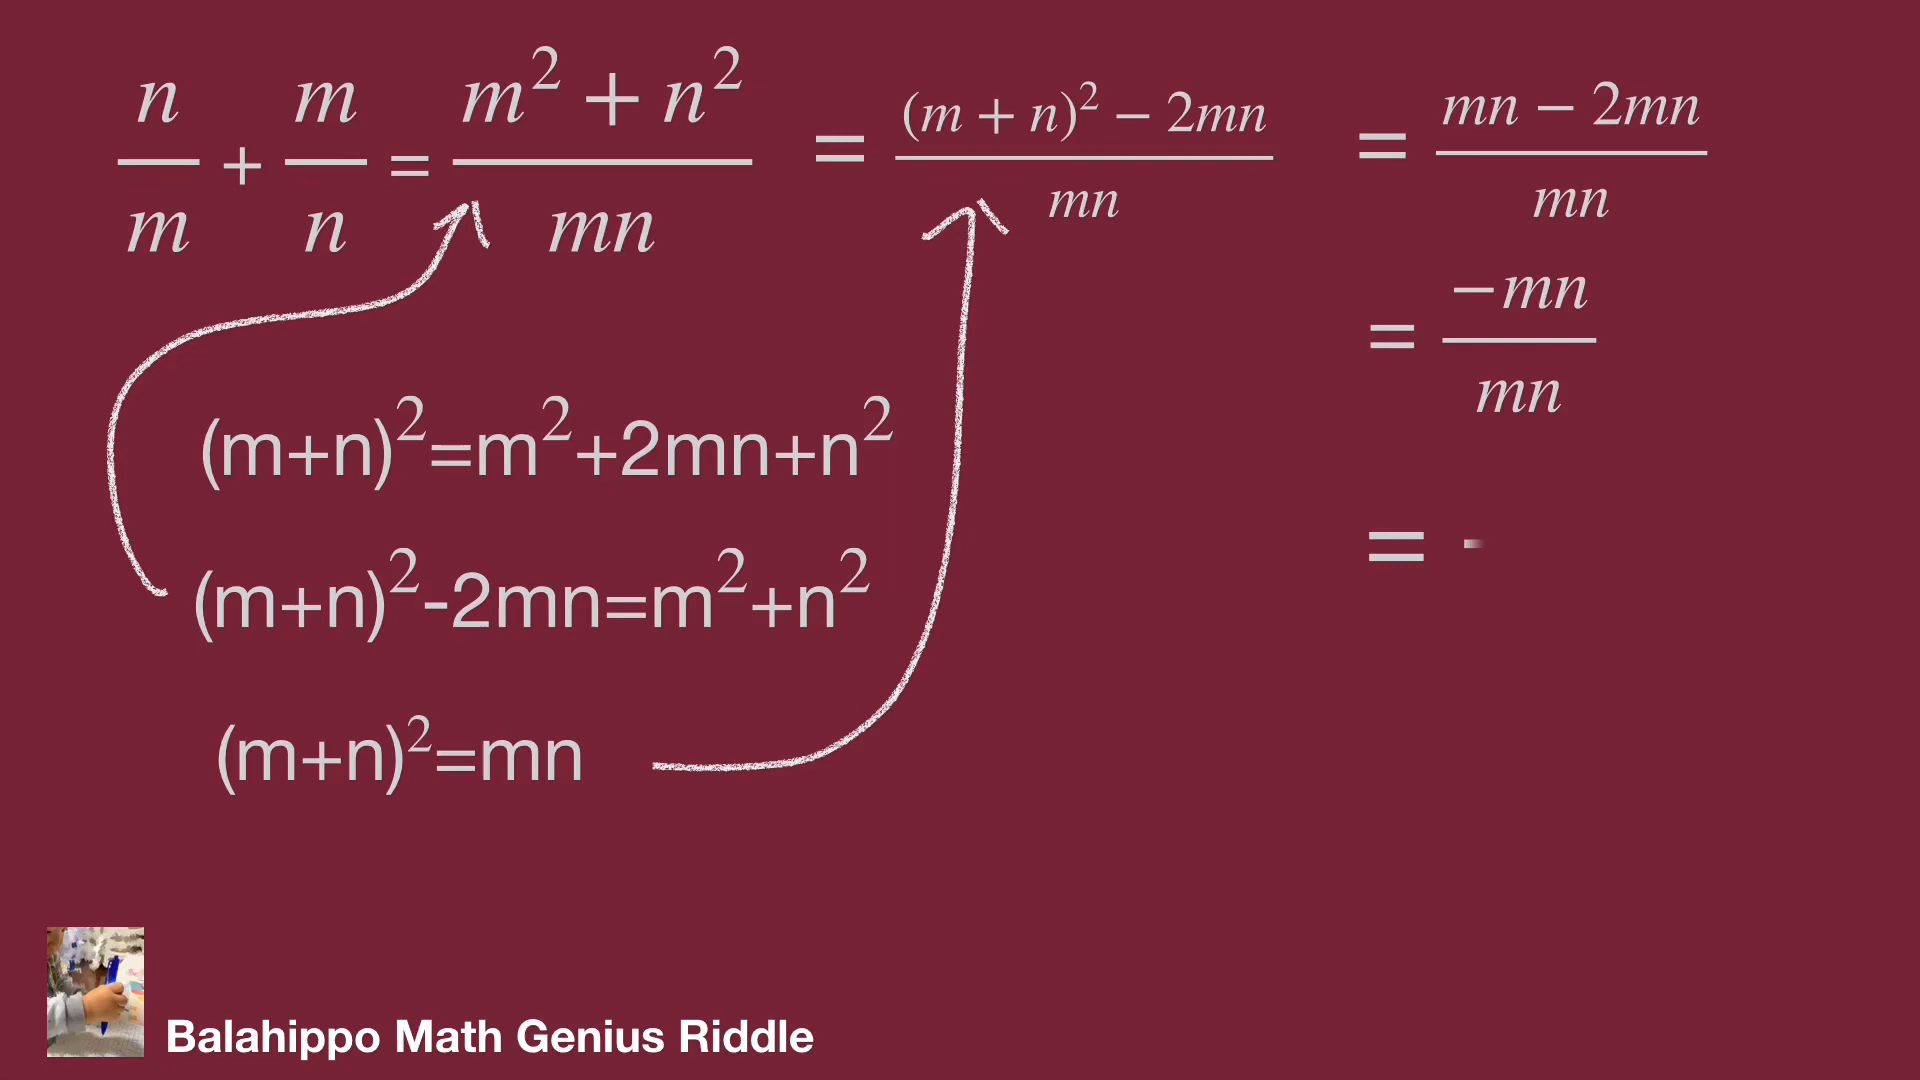 n/m + m/n = (m² + n²)/mn = ((m + n)² − 2mn)/mn = (mn − 2mn)/mn
= −mn/mn
(m+n)²=m²+2mn+n²
= -
(m+n)²-2mn=m²+n²
(m+n)²=mn
Balahippo Math Genius Riddle